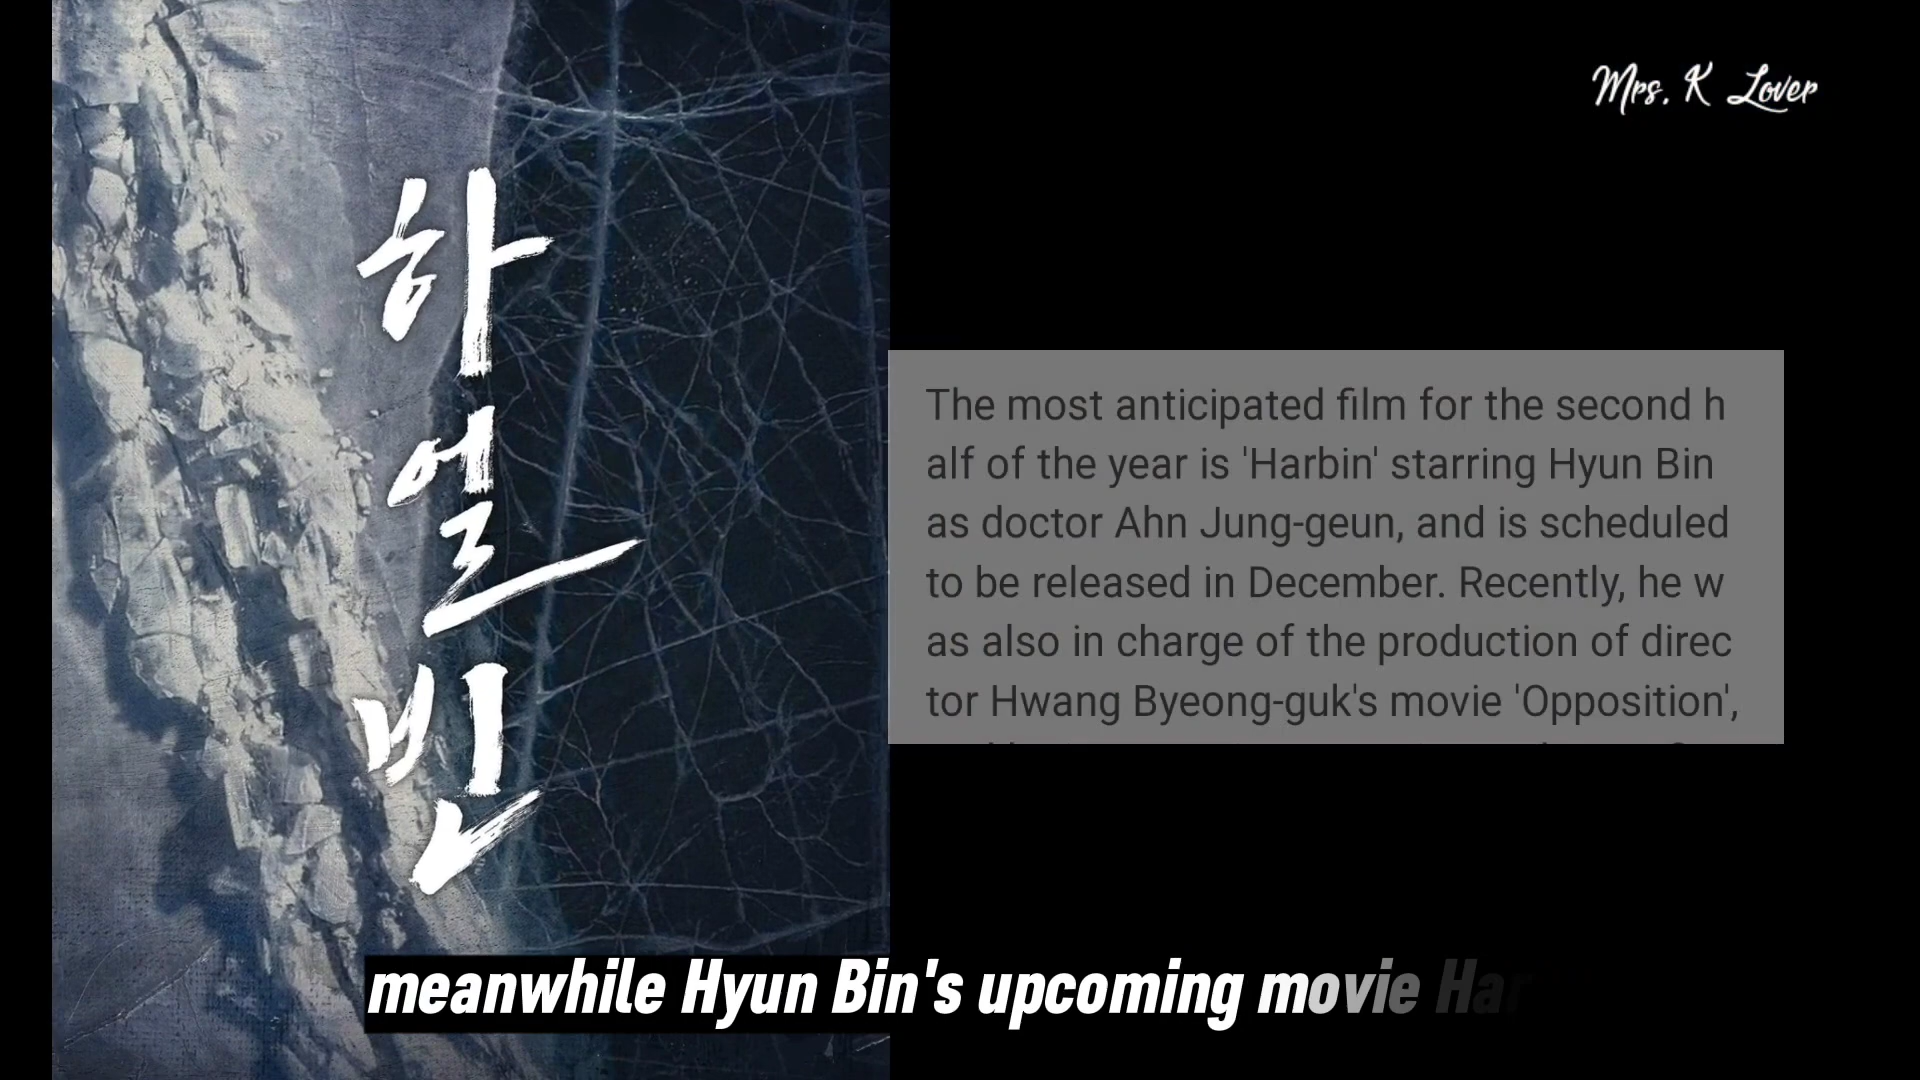 Mrs. K Lover
하
얼
빈
The most anticipated film for the second h
alf of the year is 'Harbin' starring Hyun Bin
as doctor Ahn Jung-geun, and is scheduled
to be released in December. Recently, he w
as also in charge of the production of direc
tor Hwang Byeong-guk's movie 'Opposition',
meanwhile Hyun Bin's upcoming movie Har